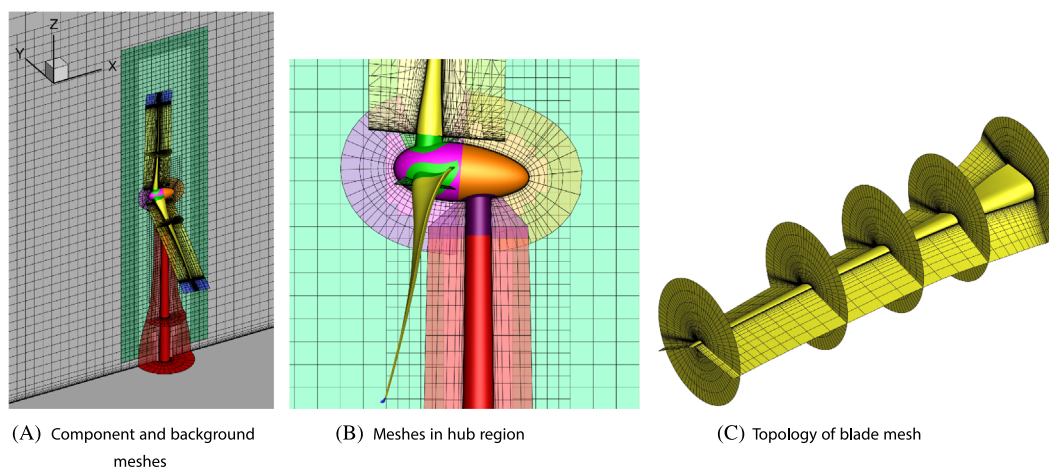 Z
Y
X
(A) Component and background
meshes
(B) Meshes in hub region
(C) Topology of blade mesh